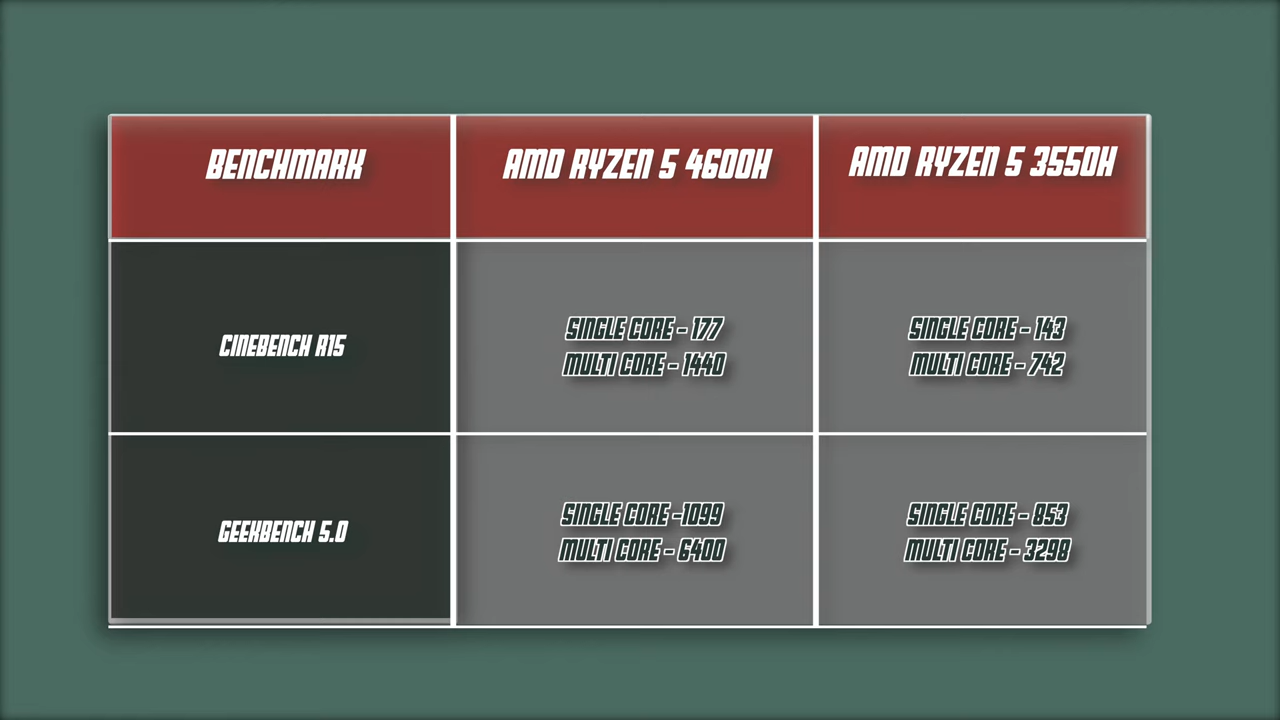 BENCHMARK
AMD RYZEN 5 4600H
AMD RYZEN 5 3550H
CINEBENCH R15
SINGLE CORE - 177
MULTI CORE - 1440
SINGLE CORE - 143
MULTI CORE - 742
GEEKBENCH 5.0
SINGLE CORE -1099
MULTI CORE - 6400
SINGLE CORE - 853
MULTI CORE - 3298